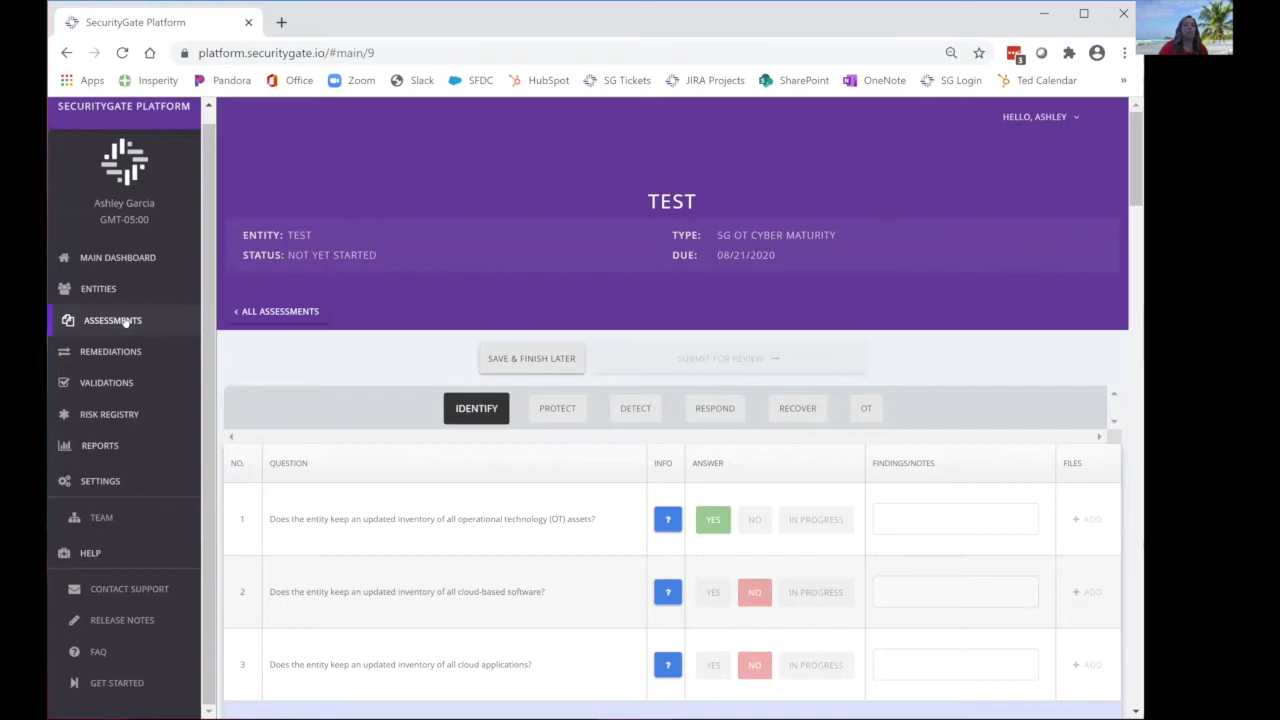 SecurityGate Platform
platform.securitygate.io/#main/9
3
Apps
Insperity
Pandora
Office
Zoom
Slack
SFDC
HubSpot
SG Tickets
JIRA Projects
SharePoint
OneNote
SG Login
Ted Calendar
»
SECURITYGATE PLATFORM
Ashley Garcia
GMT-05:00
MAIN DASHBOARD
ENTITIES
ASSESSMENTS
REMEDIATIONS
VALIDATIONS
RISK REGISTRY
REPORTS
SETTINGS
TEAM
HELP
CONTACT SUPPORT
RELEASE NOTES
FAQ
GET STARTED
HELLO, ASHLEY
TEST
ENTITY: TEST
TYPE: SG OT CYBER MATURITY
STATUS: NOT YET STARTED
DUE: 08/21/2020
‹ ALL ASSESSMENTS
SAVE & FINISH LATER
SUBMIT FOR REVIEW →
IDENTIFY
PROTECT
DETECT
RESPOND
RECOVER
OT
NO. QUESTION INFO ANSWER FINDINGS/NOTES FILES
1 Does the entity keep an updated inventory of all operational technology (OT) assets? ? YES NO IN PROGRESS + ADD
2 Does the entity keep an updated inventory of all cloud-based software? ? YES NO IN PROGRESS + ADD
3 Does the entity keep an updated inventory of all cloud applications? ? YES NO IN PROGRESS + ADD